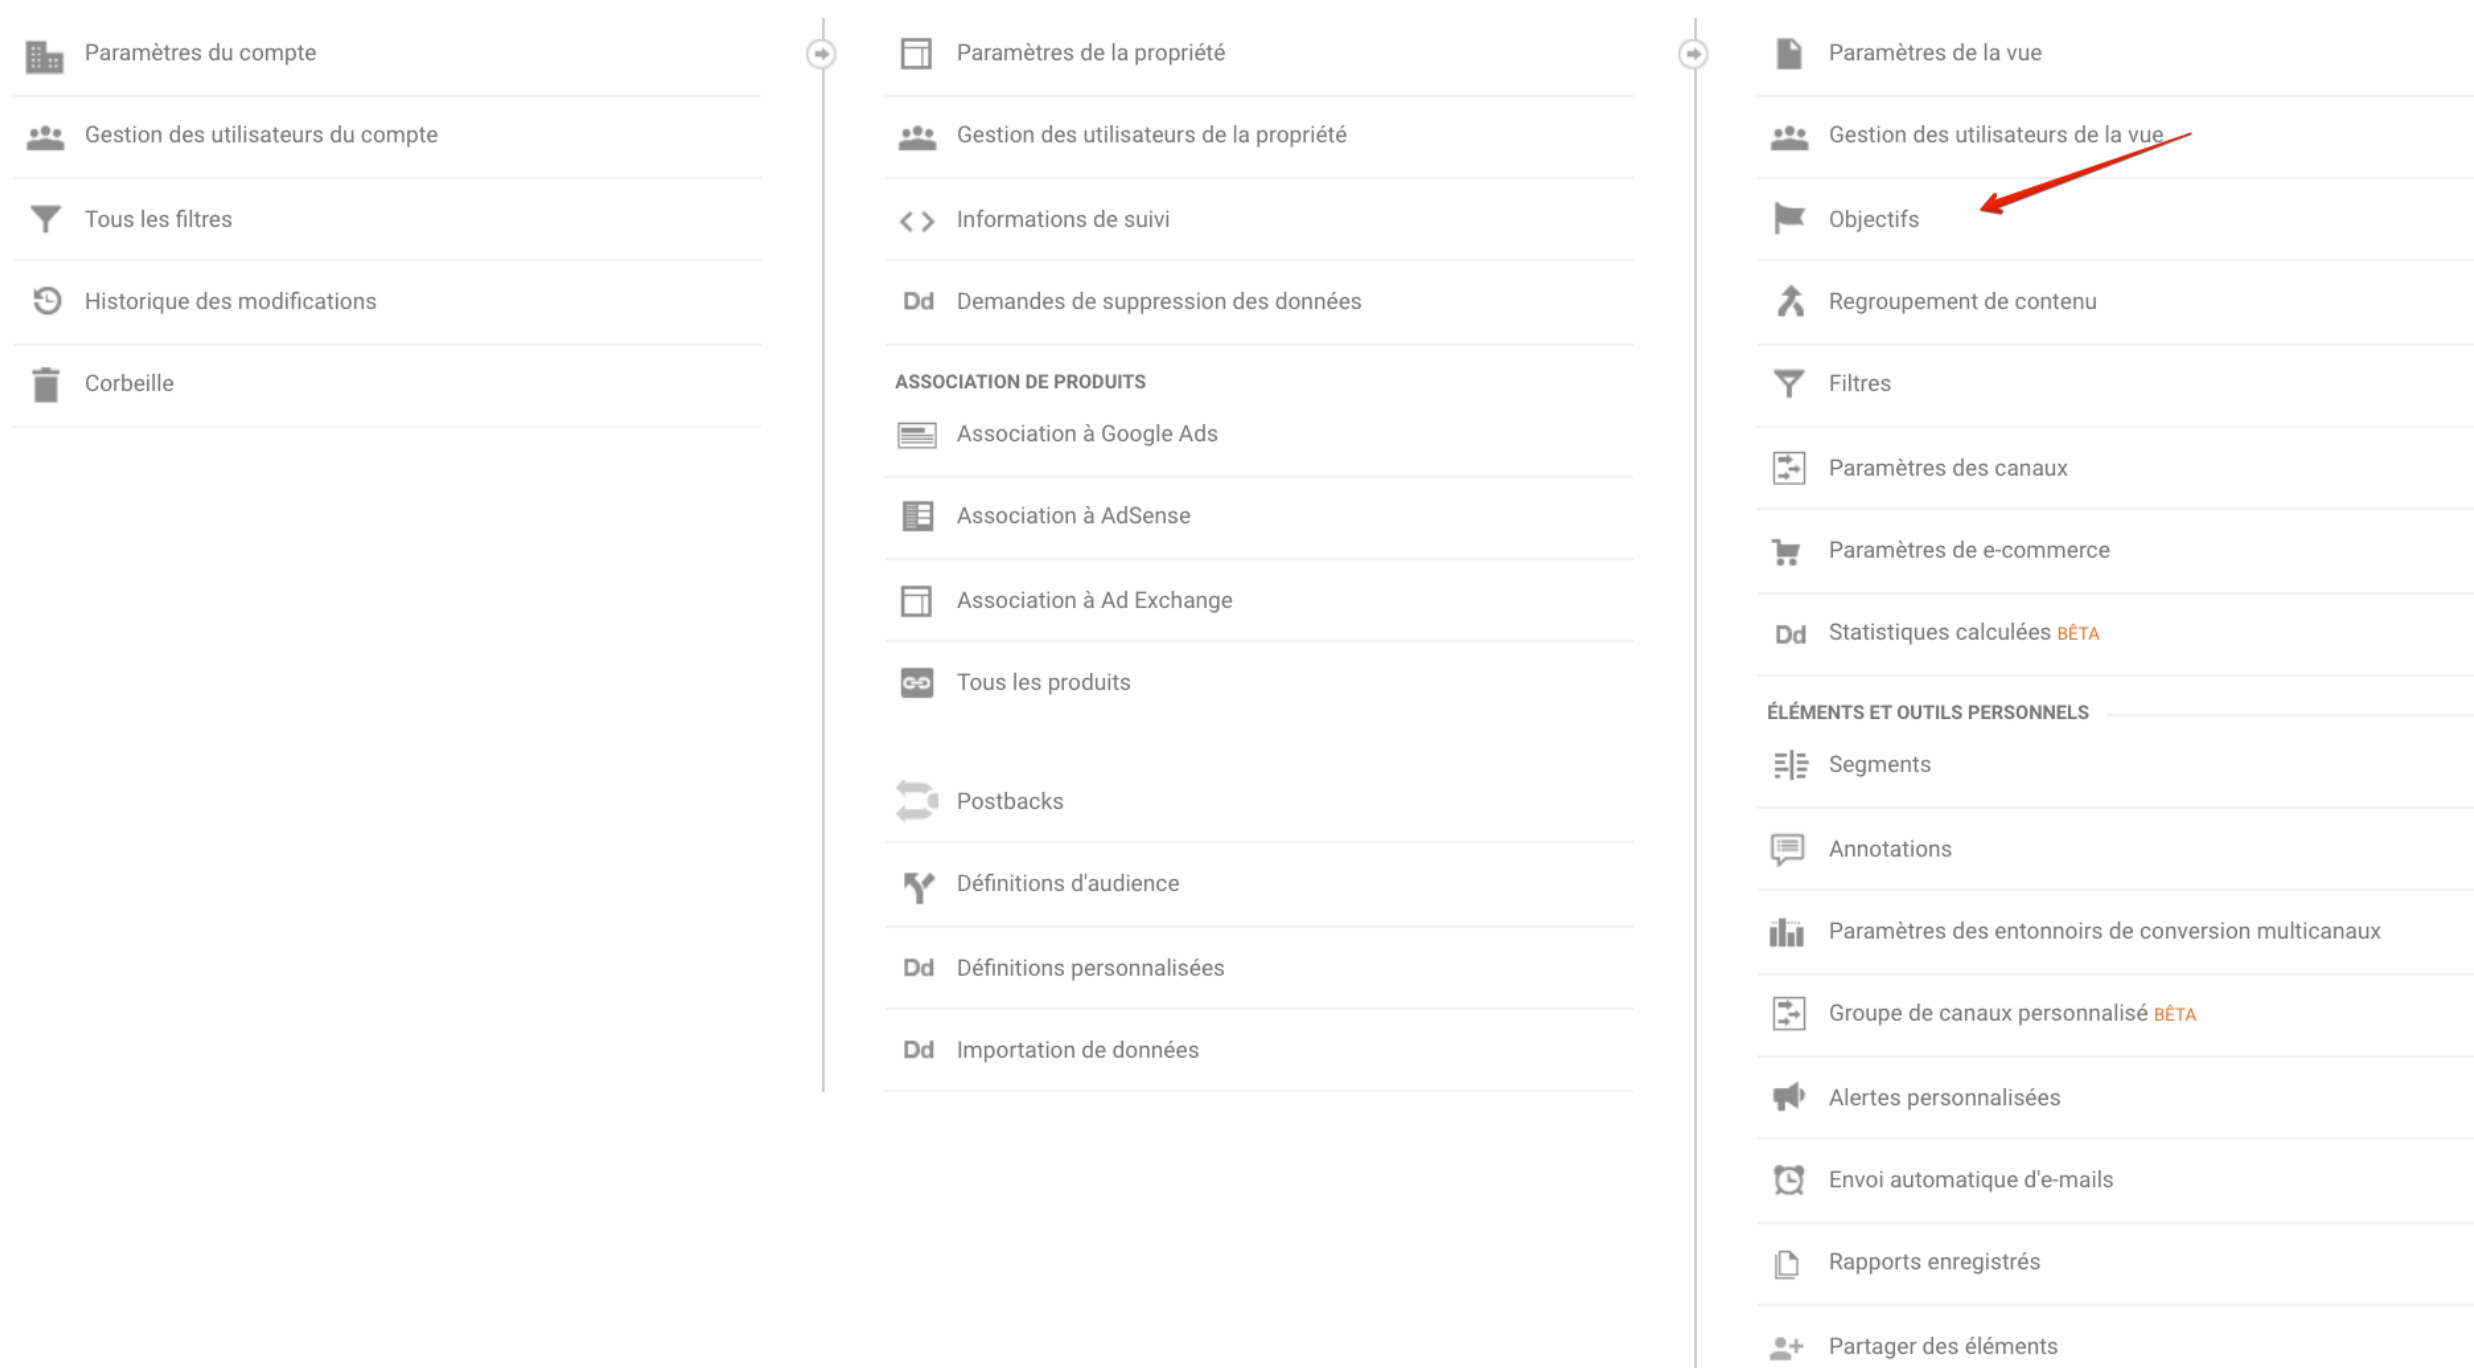 Paramètres du compte
Gestion des utilisateurs du compte
Tous les filtres
Historique des modifications
Corbeille
Paramètres de la propriété
Gestion des utilisateurs de la propriété
Informations de suivi
Dd Demandes de suppression des données
ASSOCIATION DE PRODUITS
Association à Google Ads
Association à AdSense
Association à Ad Exchange
Tous les produits
Postbacks
Définitions d'audience
Dd Définitions personnalisées
Dd Importation de données
Paramètres de la vue
Gestion des utilisateurs de la vue
Objectifs
Regroupement de contenu
Filtres
Paramètres des canaux
Paramètres de e-commerce
Dd Statistiques calculées BÊTA
ÉLÉMENTS ET OUTILS PERSONNELS
Segments
Annotations
Paramètres des entonnoirs de conversion multicanaux
Groupe de canaux personnalisé BÊTA
Alertes personnalisées
Envoi automatique d'e-mails
Rapports enregistrés
Partager des éléments